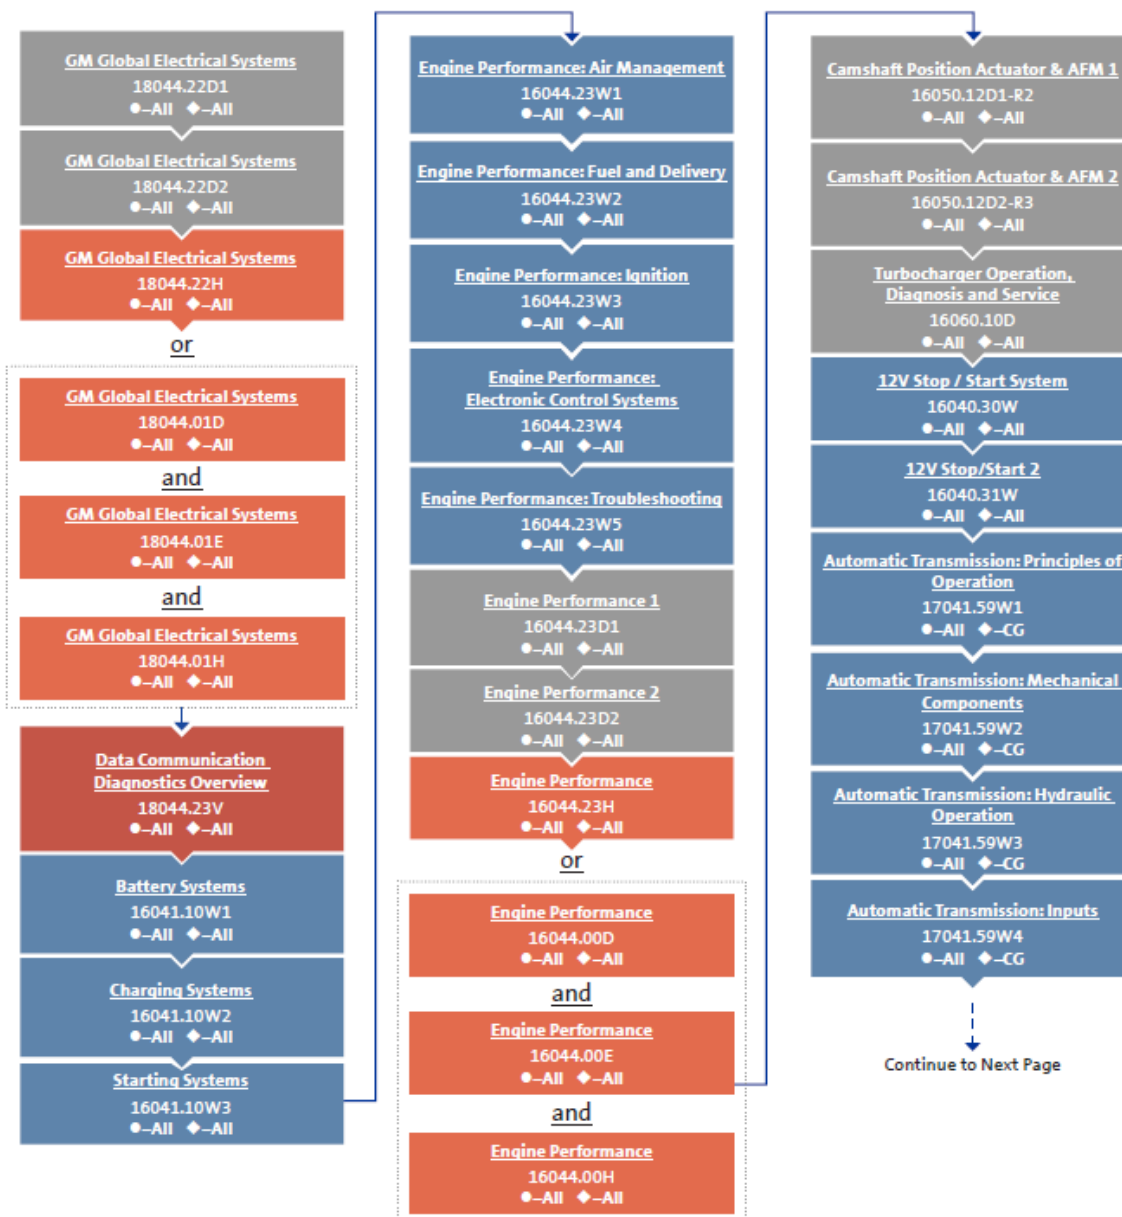 GM Global Electrical Systems
18044.22D1
●–All ◆–All
GM Global Electrical Systems
18044.22D2
●–All ◆–All
GM Global Electrical Systems
18044.22H
●–All ◆–All
or
GM Global Electrical Systems
18044.01D
●–All ◆–All
and
GM Global Electrical Systems
18044.01E
●–All ◆–All
and
GM Global Electrical Systems
18044.01H
●–All ◆–All
Data Communication
Diagnostics Overview
18044.23V
●–All ◆–All
Battery Systems
16041.10W1
●–All ◆–All
Charging Systems
16041.10W2
●–All ◆–All
Starting Systems
16041.10W3
●–All ◆–All
Engine Performance: Air Management
16044.23W1
●–All ◆–All
Engine Performance: Fuel and Delivery
16044.23W2
●–All ◆–All
Engine Performance: Ignition
16044.23W3
●–All ◆–All
Engine Performance:
Electronic Control Systems
16044.23W4
●–All ◆–All
Engine Performance: Troubleshooting
16044.23W5
●–All ◆–All
Engine Performance 1
16044.23D1
●–All ◆–All
Engine Performance 2
16044.23D2
●–All ◆–All
Engine Performance
16044.23H
●–All ◆–All
or
Engine Performance
16044.00D
●–All ◆–All
and
Engine Performance
16044.00E
●–All ◆–All
and
Engine Performance
16044.00H
●–All ◆–All
Camshaft Position Actuator & AFM 1
16050.12D1-R2
●–All ◆–All
Camshaft Position Actuator & AFM 2
16050.12D2-R3
●–All ◆–All
Turbocharger Operation,
Diagnosis and Service
16060.10D
●–All ◆–All
12V Stop / Start System
16040.30W
●–All ◆–All
12V Stop/Start 2
16040.31W
●–All ◆–All
Automatic Transmission: Principles of
Operation
17041.59W1
●–All ◆–CG
Automatic Transmission: Mechanical
Components
17041.59W2
●–All ◆–CG
Automatic Transmission: Hydraulic
Operation
17041.59W3
●–All ◆–CG
Automatic Transmission: Inputs
17041.59W4
●–All ◆–CG
Continue to Next Page